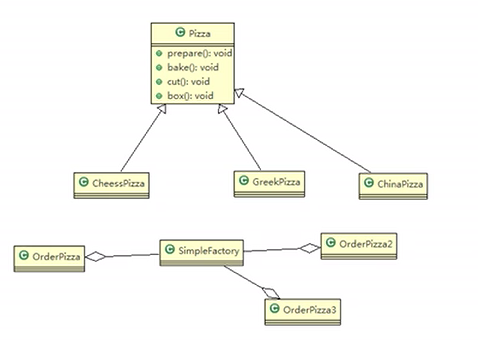 Pizza
prepare(): void
bake(): void
cut(): void
box(): void
CheessPizza
GreekPizza
ChinaPizza
OrderPizza
SimpleFactory
OrderPizza2
OrderPizza3